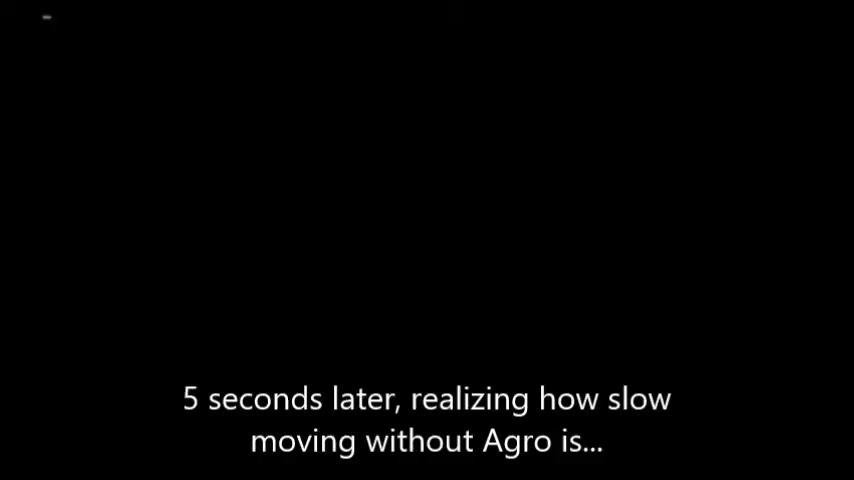 5 seconds later, realizing how slow
moving without Agro is...